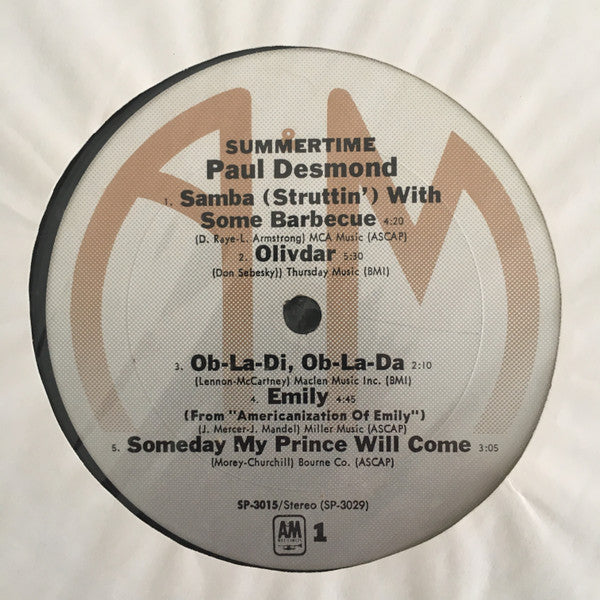 SUMMERTIME
Paul Desmond
1. Samba (Struttin') With
Some Barbecue 4:20
(D. Raye-L. Armstrong) MCA Music (ASCAP)
2. Olivdar 5:30
(Don Sebesky)) Thursday Music (BMI)
3. Ob-La-Di, Ob-La-Da 2:10
(Lennon-McCartney) Maclen Music Inc. (BMI)
4. Emily 4:45
(From "Americanization Of Emily")
(J. Mercer-J. Mandel) Miller Music (ASCAP)
5. Someday My Prince Will Come 3:05
(Morey-Churchill) Bourne Co. (ASCAP)
SP-3015/Stereo (SP-3029)
AM
RECORDS
1